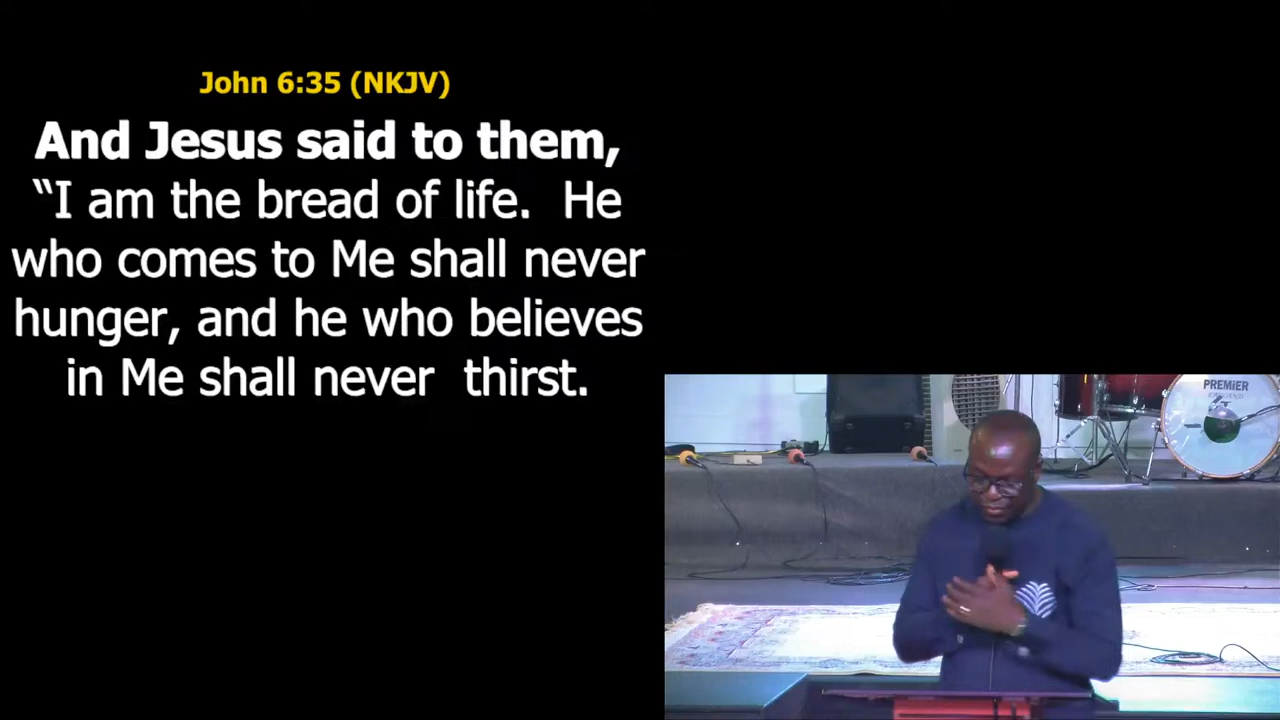 John 6:35 (NKJV)
And Jesus said to them,
“I am the bread of life.  He
who comes to Me shall never
hunger, and he who believes
in Me shall never  thirst.
PREMIER